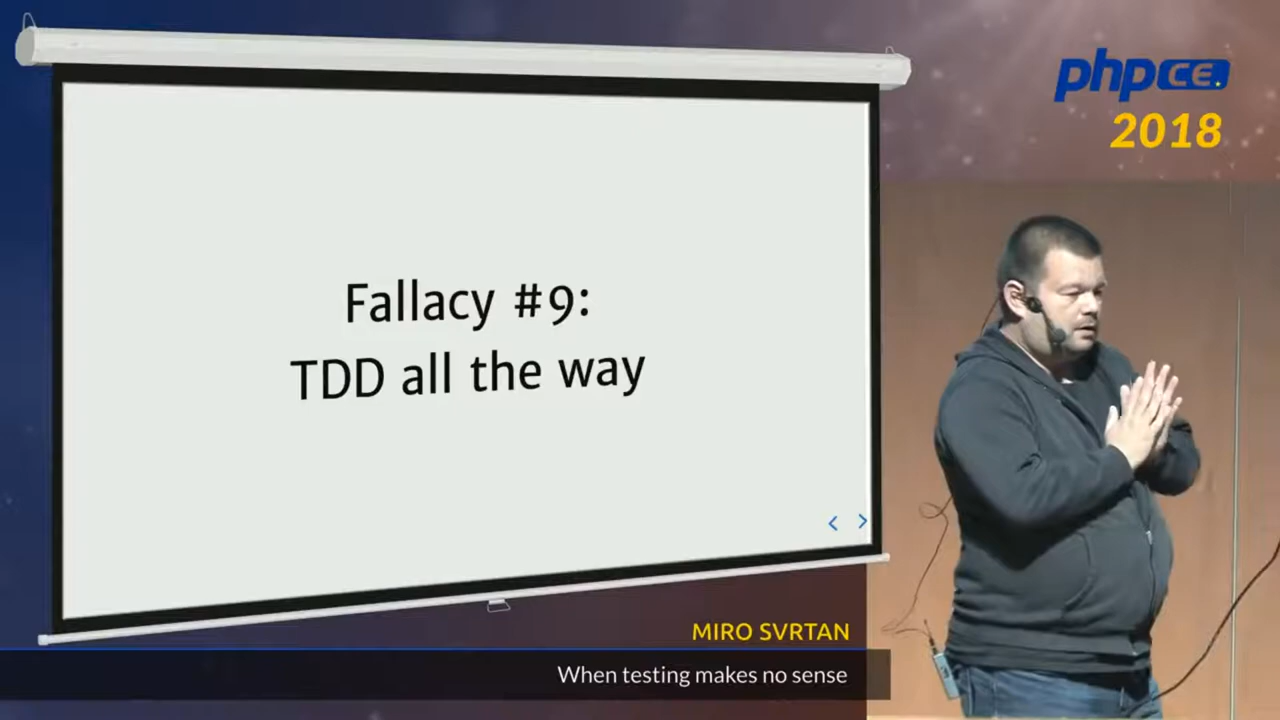 Fallacy #9:
TDD all the way
phpce
2018
MIRO SVRTAN
When testing makes no sense